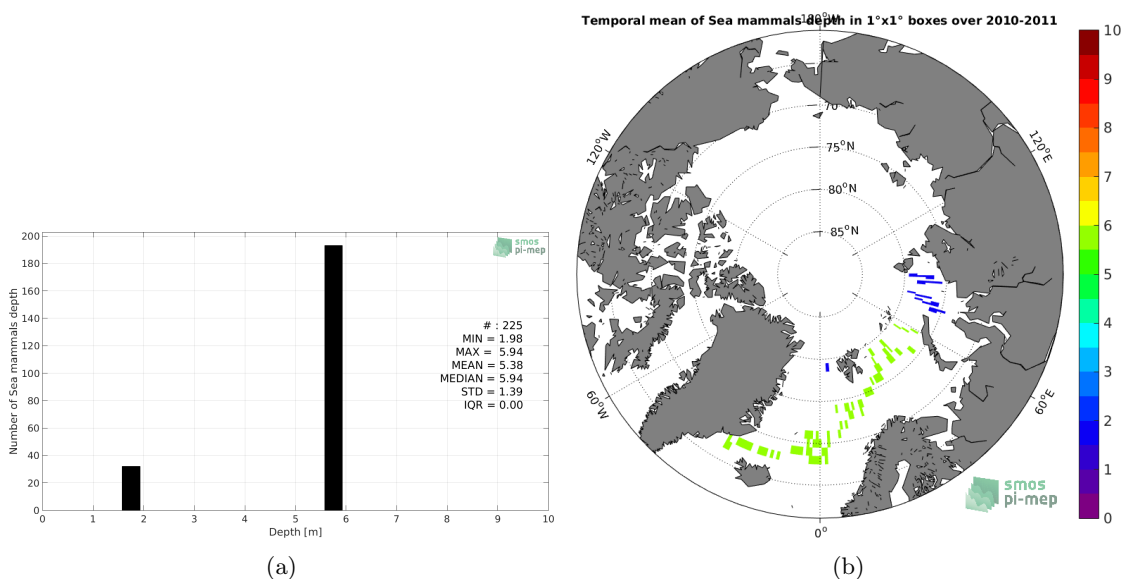 200
180
160
140
120
100
80
60
40
20
0
Number of Sea mammals depth
smos
pi-mep
# : 225
MIN = 1.98
MAX = 5.94
MEAN = 5.38
MEDIAN = 5.94
STD = 1.39
IQR = 0.00
0 1 2 3 4 5 6 7 8 9 10
Depth [m]
(a)
Temporal mean of Sea mammals depth in 1°x1° boxes over 2010-2011
180°W
120°W
120°E
70
75°N
80°N
85°N
60°W
60°E
0°
smos
pi-mep
10
9
8
7
6
5
4
3
2
1
0
(b)